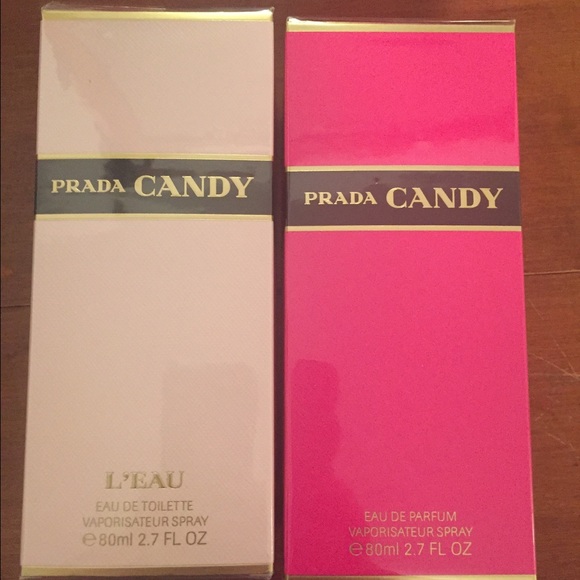 PRADA CANDY
L'EAU
EAU DE TOILETTE
VAPORISATEUR SPRAY
℮80ml 2.7 FL OZ
PRADA CANDY
EAU DE PARFUM
VAPORISATEUR SPRAY
℮80ml 2.7 FL OZ